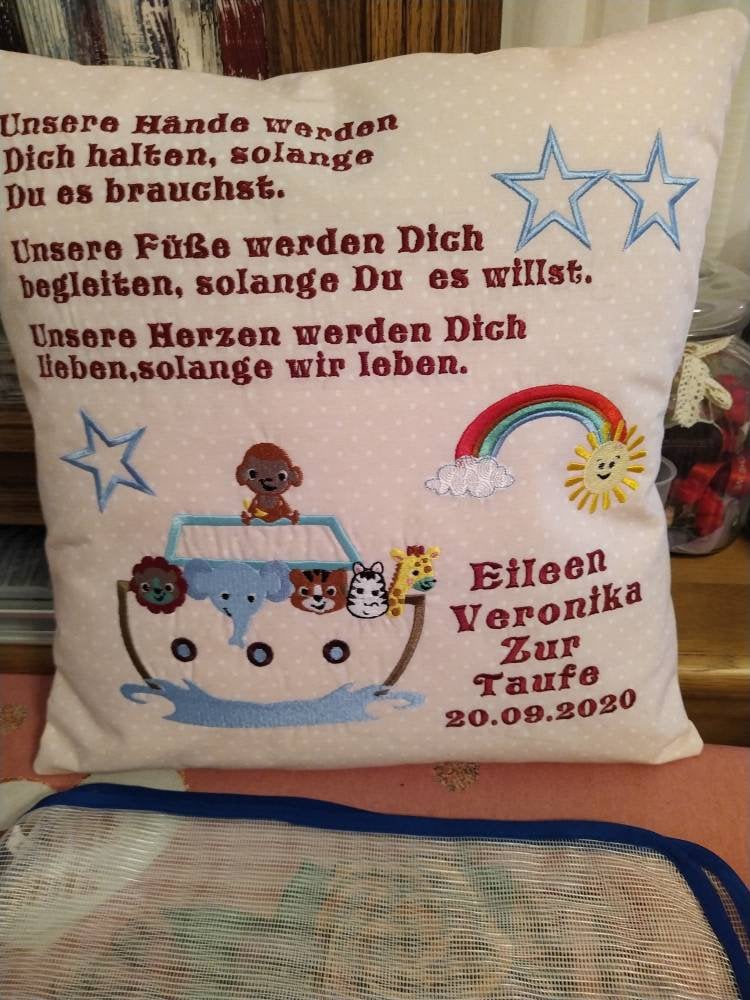 Unsere Hände werden
Dich halten, solange
Du es brauchst.
Unsere Füße werden Dich
begleiten, solange Du es willst.
Unsere Herzen werden Dich
lieben,solange wir leben.
Eileen
Veronika
Zur
Taufe
20.09.2020